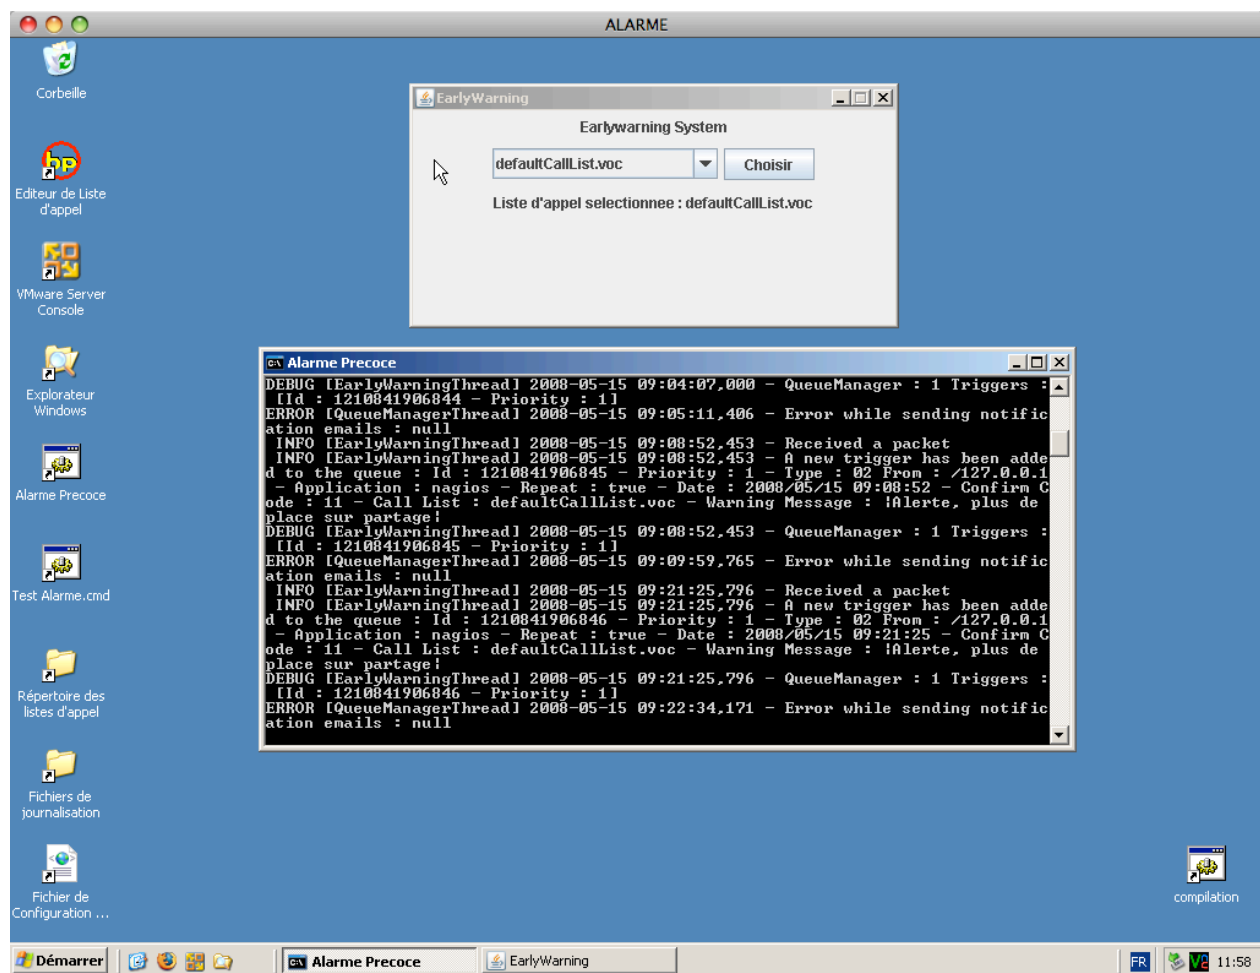 ALARME
Corbeille
Editeur de Liste
d'appel
VMware Server
Console
Explorateur
Windows
Alarme Precoce
Test Alarme.cmd
Répertoire des
listes d'appel
Fichiers de
journalisation
Fichier de
Configuration ...
EarlyWarning
Earlywarning System
defaultCallList.voc
Choisir
Liste d'appel selectionnee : defaultCallList.voc
Alarme Precoce
DEBUG [EarlyWarningThread] 2008-05-15 09:04:07,000 - QueueManager : 1 Triggers :
[Id : 1210841906844 - Priority : 1]
ERROR [QueueManagerThread] 2008-05-15 09:05:11,406 - Error while sending notific
ation emails : null
INFO [EarlyWarningThread] 2008-05-15 09:08:52,453 - Received a packet
INFO [EarlyWarningThread] 2008-05-15 09:08:52,453 - A new trigger has been adde
d to the queue : Id : 1210841906845 - Priority : 1 - Type : 02 From : /127.0.0.1
- Application : nagios - Repeat : true - Date : 2008/05/15 09:08:52 - Confirm C
ode : 11 - Call List : defaultCallList.voc - Warning Message : |Alerte, plus de
place sur partage|
DEBUG [EarlyWarningThread] 2008-05-15 09:08:52,453 - QueueManager : 1 Triggers :
[Id : 1210841906845 - Priority : 1]
ERROR [QueueManagerThread] 2008-05-15 09:09:59,765 - Error while sending notific
ation emails : null
INFO [EarlyWarningThread] 2008-05-15 09:21:25,796 - Received a packet
INFO [EarlyWarningThread] 2008-05-15 09:21:25,796 - A new trigger has been adde
d to the queue : Id : 1210841906846 - Priority : 1 - Type : 02 From : /127.0.0.1
- Application : nagios - Repeat : true - Date : 2008/05/15 09:21:25 - Confirm C
ode : 11 - Call List : defaultCallList.voc - Warning Message : |Alerte, plus de
place sur partage|
DEBUG [EarlyWarningThread] 2008-05-15 09:21:25,796 - QueueManager : 1 Triggers :
[Id : 1210841906846 - Priority : 1]
ERROR [QueueManagerThread] 2008-05-15 09:22:34,171 - Error while sending notific
ation emails : null
compilation
Démarrer
Alarme Precoce
EarlyWarning
FR
11:58